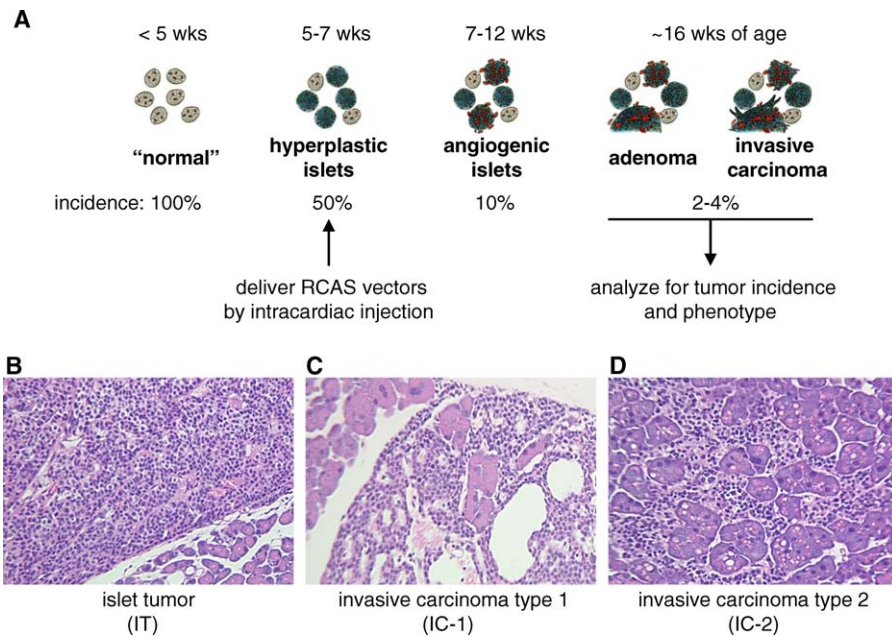 A
< 5 wks 5-7 wks 7-12 wks ~16 wks of age
“normal” hyperplastic islets angiogenic islets adenoma invasive carcinoma
incidence: 100% 50% 10% 2-4%
deliver RCAS vectors
by intracardiac injection
analyze for tumor incidence
and phenotype
B
islet tumor
(IT)
C
invasive carcinoma type 1
(IC-1)
D
invasive carcinoma type 2
(IC-2)